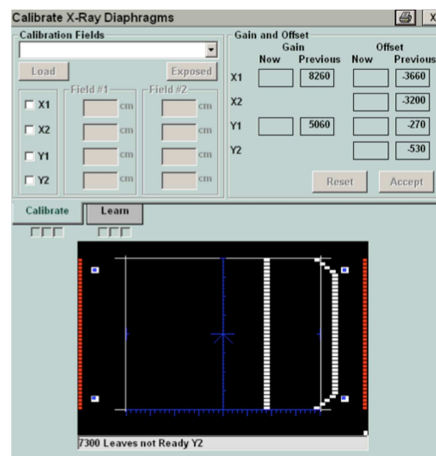 Calibrate X-Ray Diaphragms
Calibration Fields
Load Exposed
Field #1 Field #2
X1 cm cm
X2 cm cm
Y1 cm cm
Y2 cm cm
Gain and Offset
Gain Offset
Now Previous Now Previous
X1 8260 -3660
X2 -3200
Y1 5060 -270
Y2 -530
Reset Accept
Calibrate Learn
7300 Leaves not Ready Y2